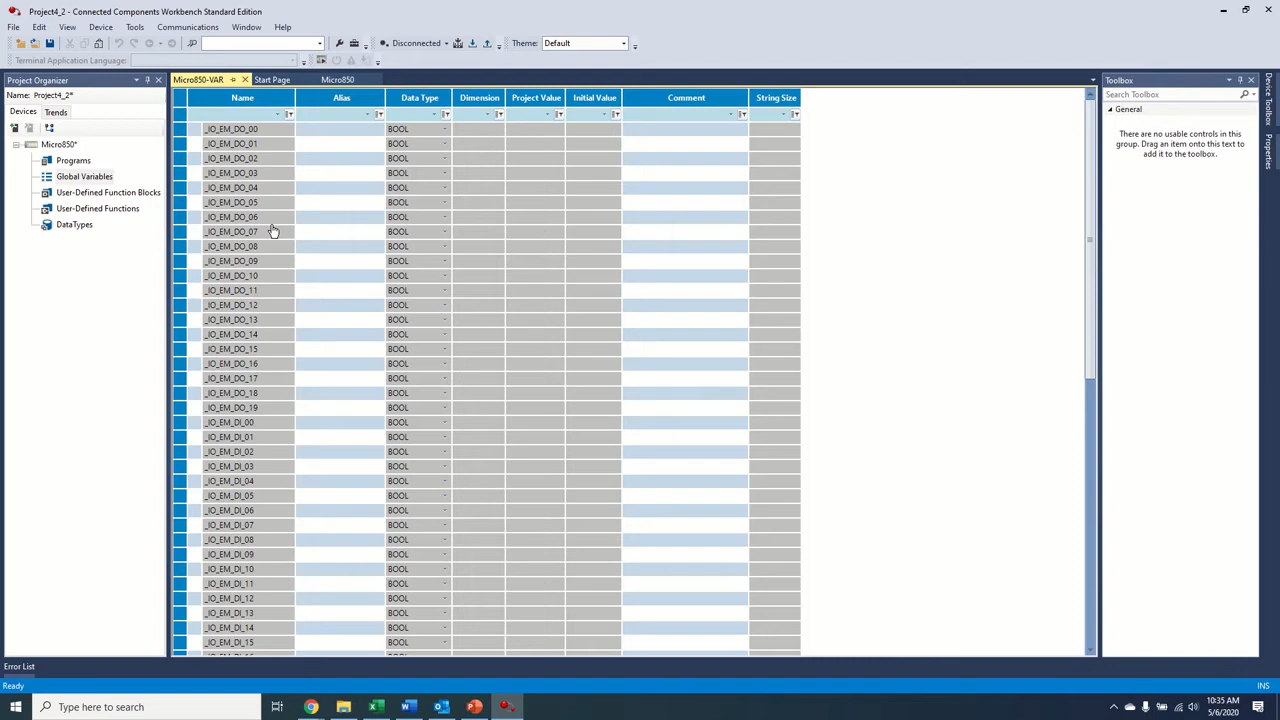 Project4_2 - Connected Components Workbench Standard Edition
File Edit View Device Tools Communications Window Help
Disconnected Theme: Default
Terminal Application Language:
Project Organizer
Name: Project4_2*
Devices Trends
Micro850*
Programs
Global Variables
User-Defined Function Blocks
User-Defined Functions
DataTypes
Micro850-VAR Start Page Micro850
Name Alias Data Type Dimension Project Value Initial Value Comment String Size
_IO_EM_DO_00 BOOL
_IO_EM_DO_01 BOOL
_IO_EM_DO_02 BOOL
_IO_EM_DO_03 BOOL
_IO_EM_DO_04 BOOL
_IO_EM_DO_05 BOOL
_IO_EM_DO_06 BOOL
_IO_EM_DO_07 BOOL
_IO_EM_DO_08 BOOL
_IO_EM_DO_09 BOOL
_IO_EM_DO_10 BOOL
_IO_EM_DO_11 BOOL
_IO_EM_DO_12 BOOL
_IO_EM_DO_13 BOOL
_IO_EM_DO_14 BOOL
_IO_EM_DO_15 BOOL
_IO_EM_DO_16 BOOL
_IO_EM_DO_17 BOOL
_IO_EM_DO_18 BOOL
_IO_EM_DO_19 BOOL
_IO_EM_DI_00 BOOL
_IO_EM_DI_01 BOOL
_IO_EM_DI_02 BOOL
_IO_EM_DI_03 BOOL
_IO_EM_DI_04 BOOL
_IO_EM_DI_05 BOOL
_IO_EM_DI_06 BOOL
_IO_EM_DI_07 BOOL
_IO_EM_DI_08 BOOL
_IO_EM_DI_09 BOOL
_IO_EM_DI_10 BOOL
_IO_EM_DI_11 BOOL
_IO_EM_DI_12 BOOL
_IO_EM_DI_13 BOOL
_IO_EM_DI_14 BOOL
_IO_EM_DI_15 BOOL
Toolbox
Search Toolbox
General
There are no usable controls in this
group. Drag an item onto this text to
add it to the toolbox.
Device Toolbox
Properties
Error List
Ready INS
Type here to search
10:35 AM
5/6/2020